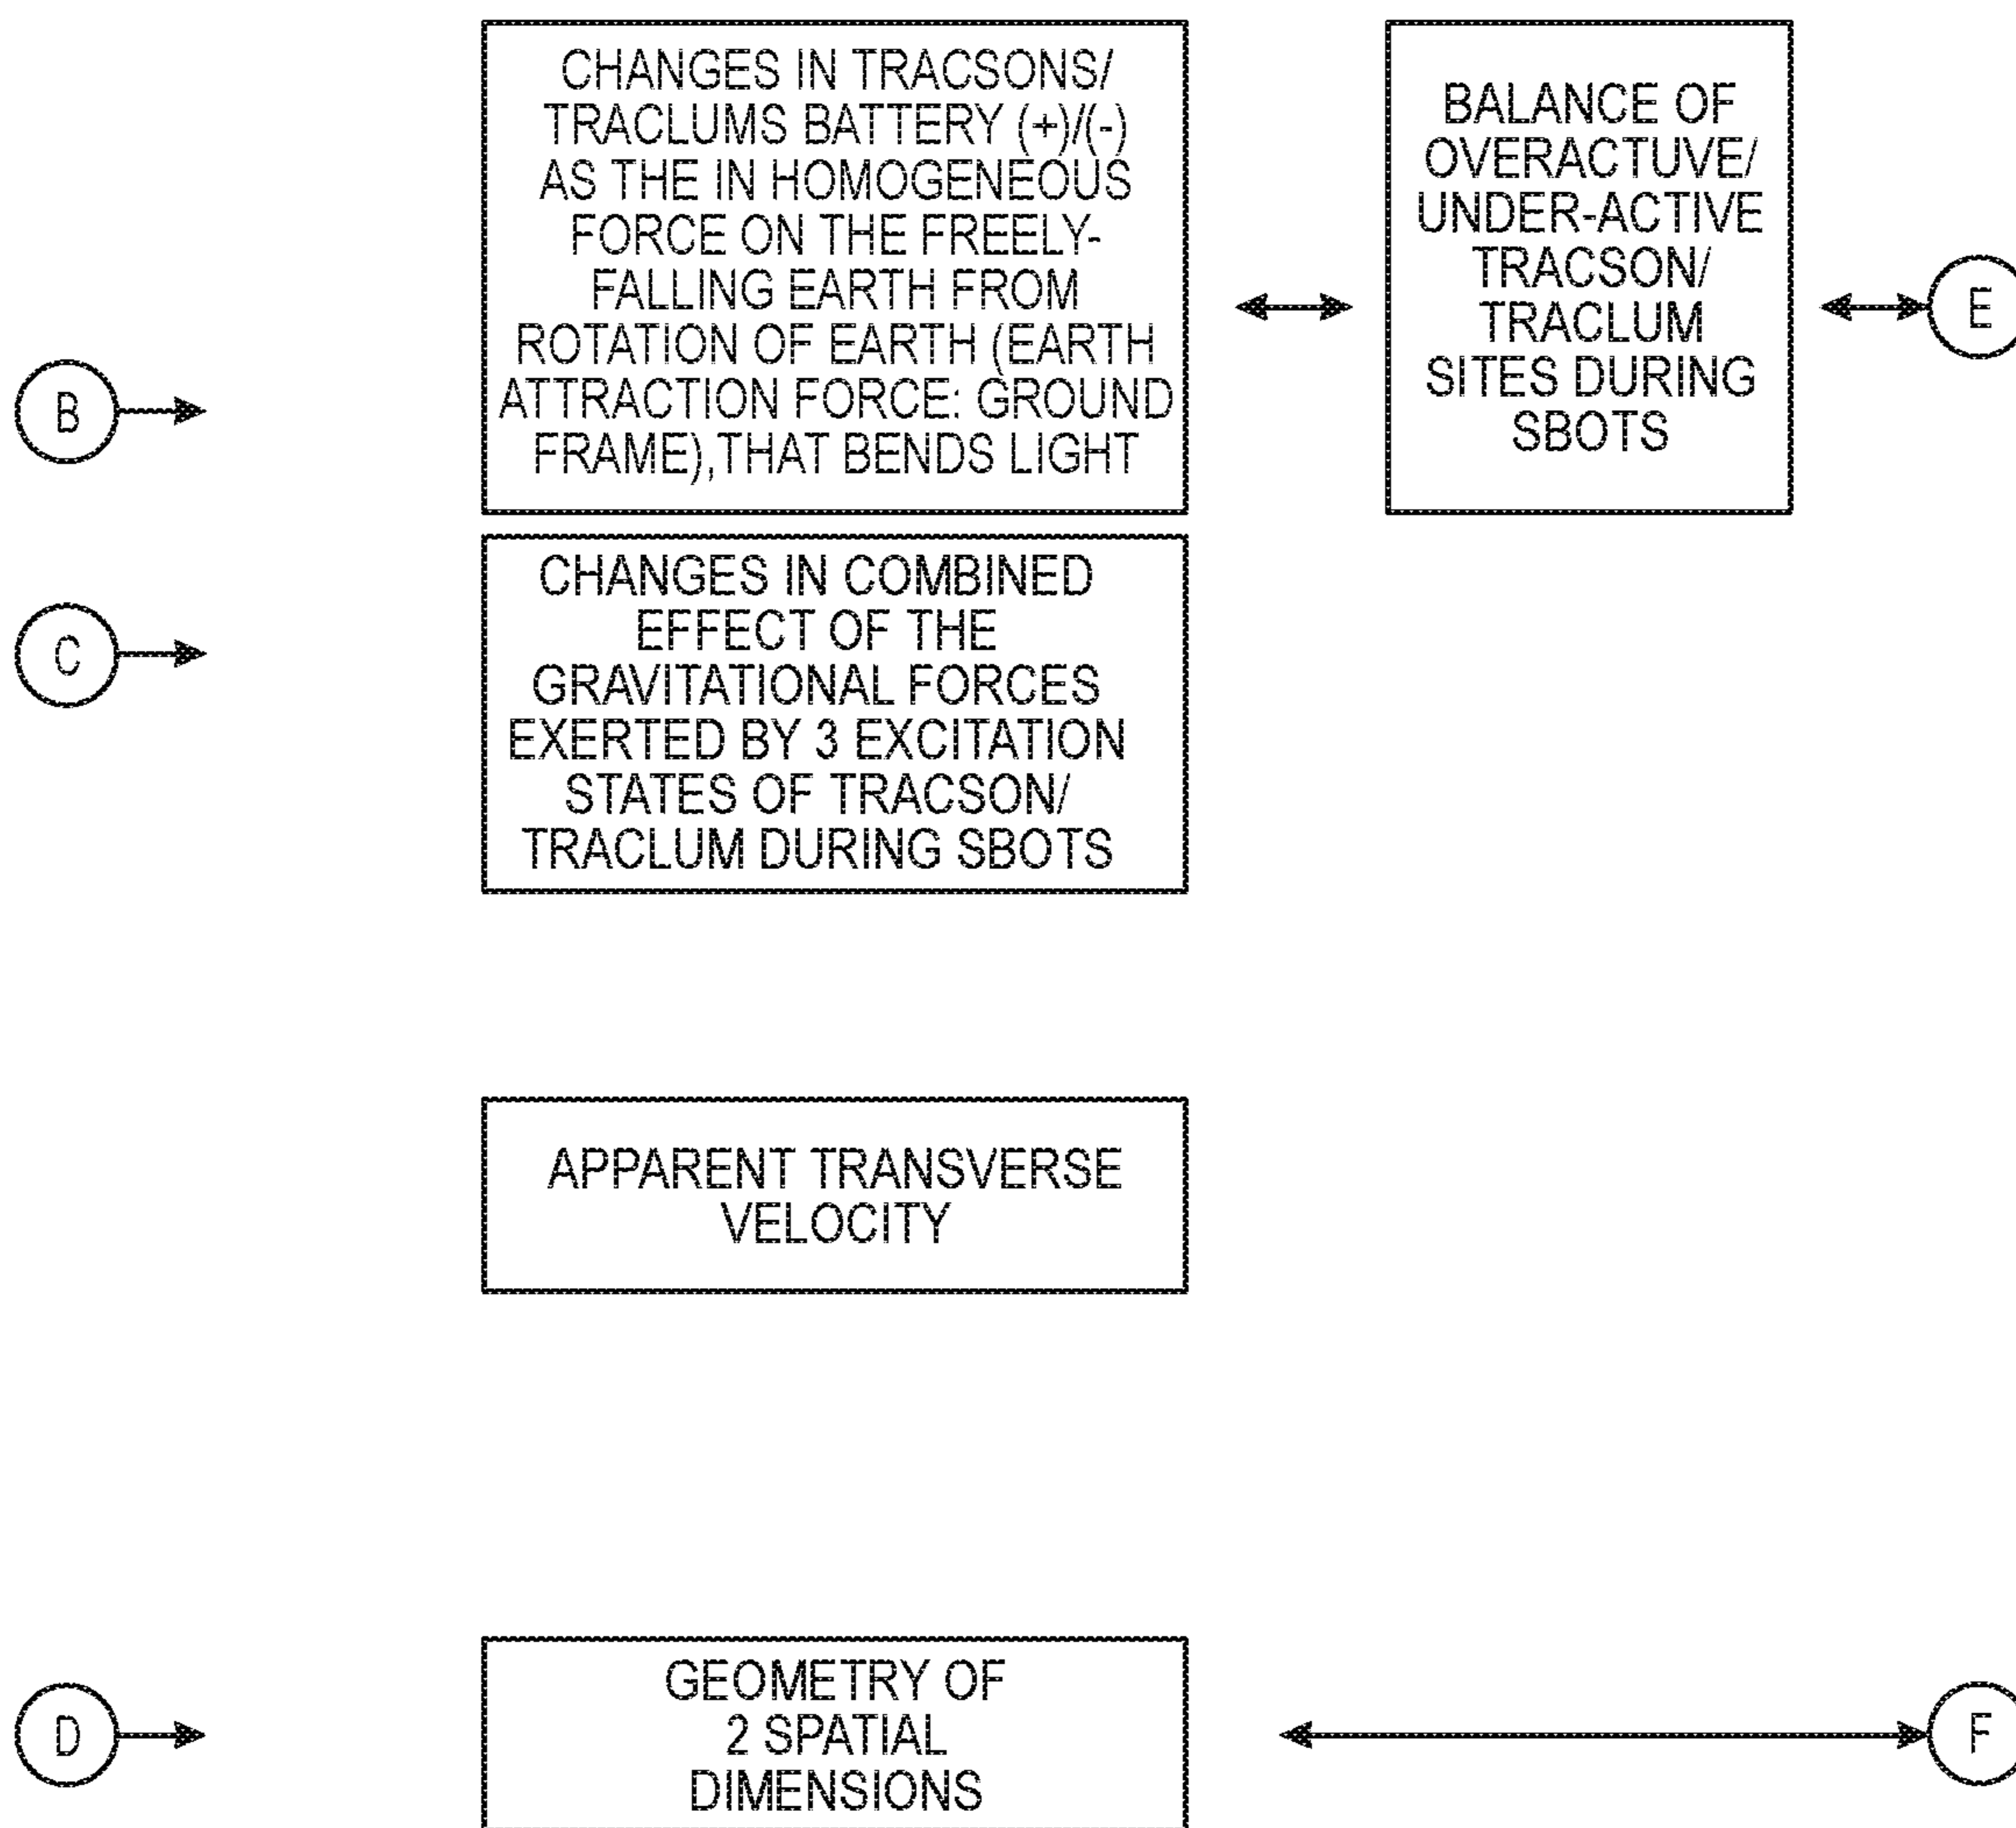 CHANGES IN TRACSONS/
TRACLUMS BATTERY (+)/(-)
AS THE IN HOMOGENEOUS
FORCE ON THE FREELY-
FALLING EARTH FROM
ROTATION OF EARTH (EARTH
ATTRACTION FORCE: GROUND
FRAME),THAT BENDS LIGHT
BALANCE OF
OVERACTUVE/
UNDER-ACTIVE
TRACSON/
TRACLUM
SITES DURING
SBOTS
E
B
C
CHANGES IN COMBINED
EFFECT OF THE
GRAVITATIONAL FORCES
EXERTED BY 3 EXCITATION
STATES OF TRACSON/
TRACLUM DURING SBOTS
APPARENT TRANSVERSE
VELOCITY
D
GEOMETRY OF
2 SPATIAL
DIMENSIONS
F